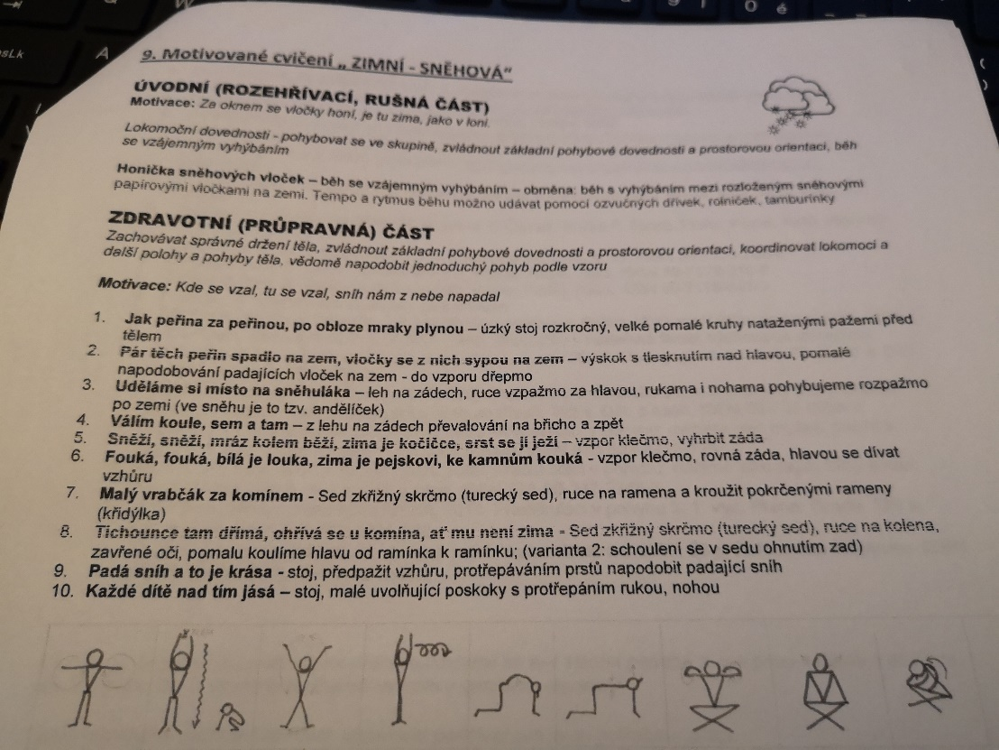 sLk
A
0
é
9. Motivované cvičení „ ZIMNÍ - SNĚHOVÁ“
ÚVODNÍ (ROZEHŘÍVACÍ, RUŠNÁ ČÁST)
Motivace: Za oknem se vločky honí, je tu zima, jako v loni.
Lokomoční dovednosti - pohybovat se ve skupině, zvládnout základní pohybové dovednosti a prostorovou orientaci, běh
se vzájemným vyhýbáním
Honička sněhových vloček – běh se vzájemným vyhýbáním – obměna: běh s vyhýbáním mezi rozloženým sněhovými
papírovými vločkami na zemi. Tempo a rytmus běhu možno udávat pomocí ozvučných dřívek, rolniček, tamburínky
ZDRAVOTNÍ (PRŮPRAVNÁ) ČÁST
Zachovávat správné držení těla, zvládnout základní pohybové dovednosti a prostorovou orientaci, koordinovat lokomoci a
další polohy a pohyby těla, vědomě napodobit jednoduchý pohyb podle vzoru
Motivace: Kde se vzal, tu se vzal, sníh nám z nebe napadal
1. Jak peřina za peřinou, po obloze mraky plynou – úzký stoj rozkročný, velké pomalé kruhy nataženými pažemi před
tělem
2. Pár těch peřin spadlo na zem, vločky se z nich sypou na zem – výskok s tlesknutím nad hlavou, pomalé
napodobování padajících vloček na zem - do vzporu dřepmo
3. Uděláme si místo na sněhuláka – leh na zádech, ruce vzpažmo za hlavou, rukama i nohama pohybujeme rozpažmo
po zemi (ve sněhu je to tzv. andělíček)
4. Válím koule, sem a tam – z lehu na zádech převalování na břicho a zpět
5. Sněží, sněží, mráz kolem běží, zima je kočičce, srst se jí ježí – vzpor klečmo, vyhrbit záda
6. Fouká, fouká, bílá je louka, zima je pejskovi, ke kamnům kouká - vzpor klečmo, rovná záda, hlavou se dívat
vzhůru
7. Malý vrabčák za komínem - Sed zkřižný skrčmo (turecký sed), ruce na ramena a kroužit pokrčenými rameny
(křidýlka)
8. Tichounce tam dřímá, ohřívá se u komína, ať mu není zima - Sed zkřižný skrčmo (turecký sed), ruce na kolena,
zavřené oči, pomalu koulíme hlavu od ramínka k ramínku; (varianta 2: schoulení se v sedu ohnutím zad)
9. Padá sníh a to je krása - stoj, předpažit vzhůru, protřepáváním prstů napodobit padající sníh
10. Každé dítě nad tím jásá – stoj, malé uvolňující poskoky s protřepáním rukou, nohou